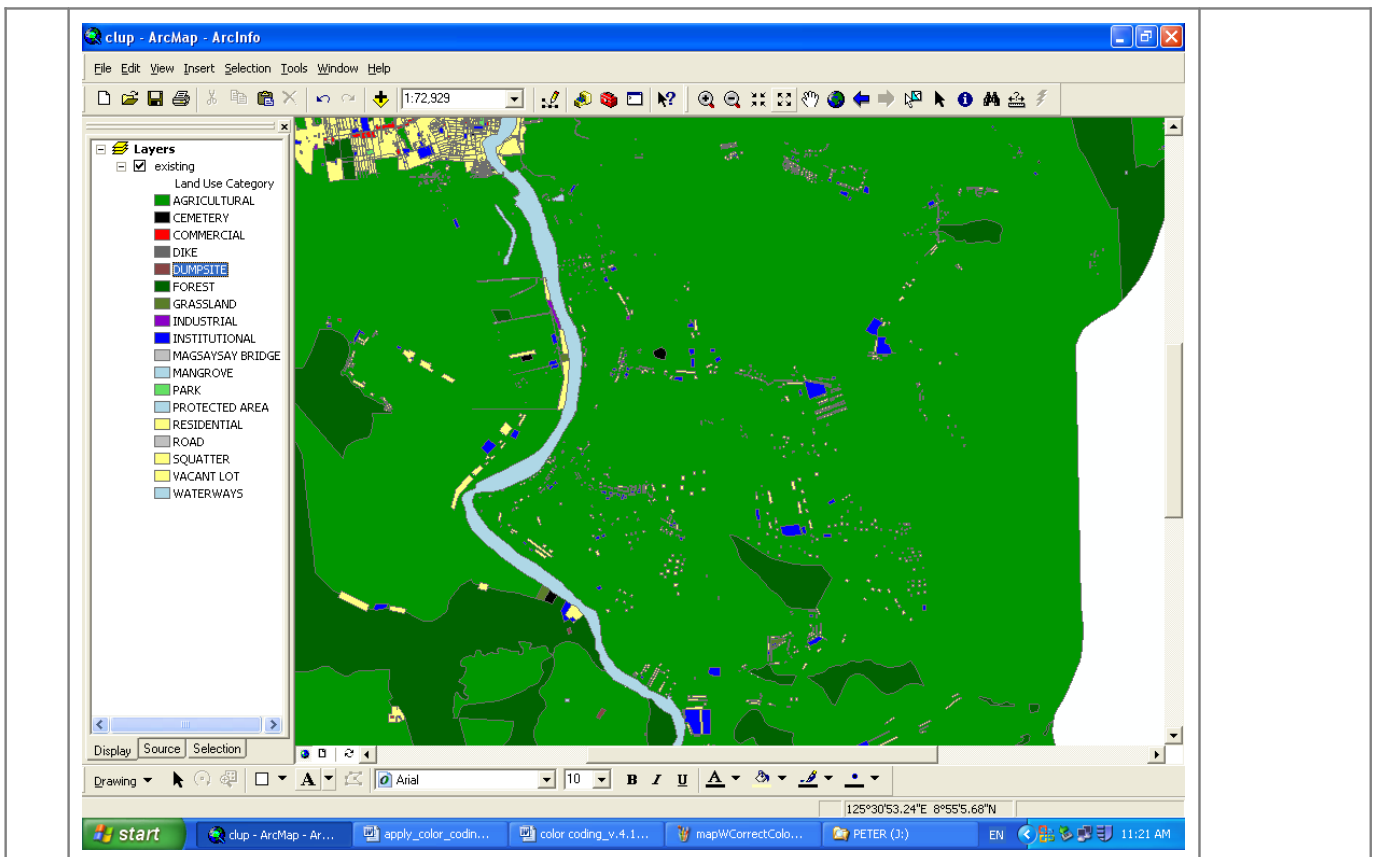 clup - ArcMap - ArcInfo
File Edit View Insert Selection Tools Window Help
1:72,929
Layers
existing
Land Use Category
AGRICULTURAL
CEMETERY
COMMERCIAL
DIKE
DUMPSITE
FOREST
GRASSLAND
INDUSTRIAL
INSTITUTIONAL
MAGSAYSAY BRIDGE
MANGROVE
PARK
PROTECTED AREA
RESIDENTIAL
ROAD
SQUATTER
VACANT LOT
WATERWAYS
Display Source Selection
Drawing A Arial 10 B I U A
125°30'53.24"E 8°55'5.68"N
start clup - ArcMap - Ar... apply_color_codin... color coding_v.4.1... mapWCorrectColo... PETER (J:) EN 11:21 AM